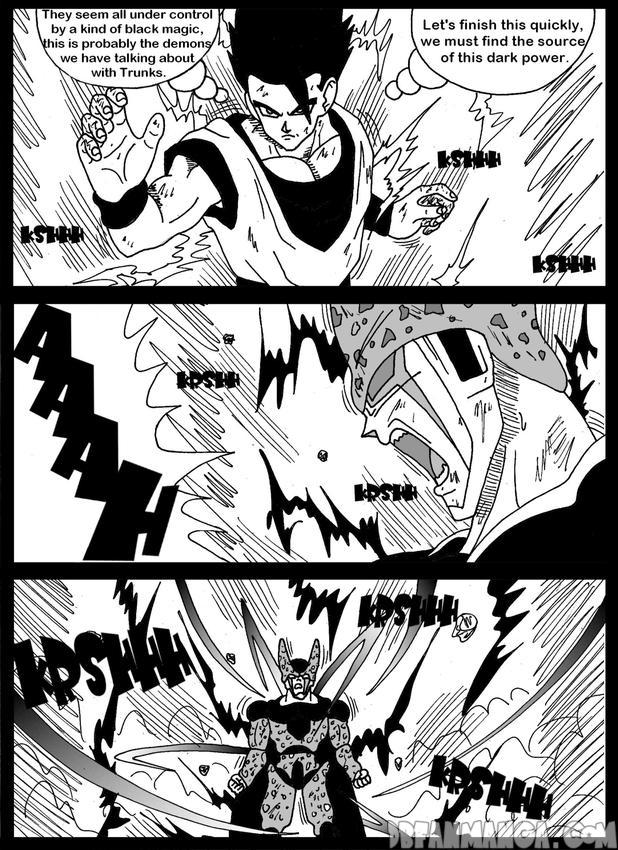 They seem all under control
by a kind of black magic,
this is probably the demons
we have talking about
with Trunks.
Let's finish this quickly,
we must find the source
of this dark power.
KSHHH
KSHHH
KSHHH
AAAAH
KRSHH
KRSHH
KRSHHH
KRSHHH
KRSHHH
DBFANMANGA.COM